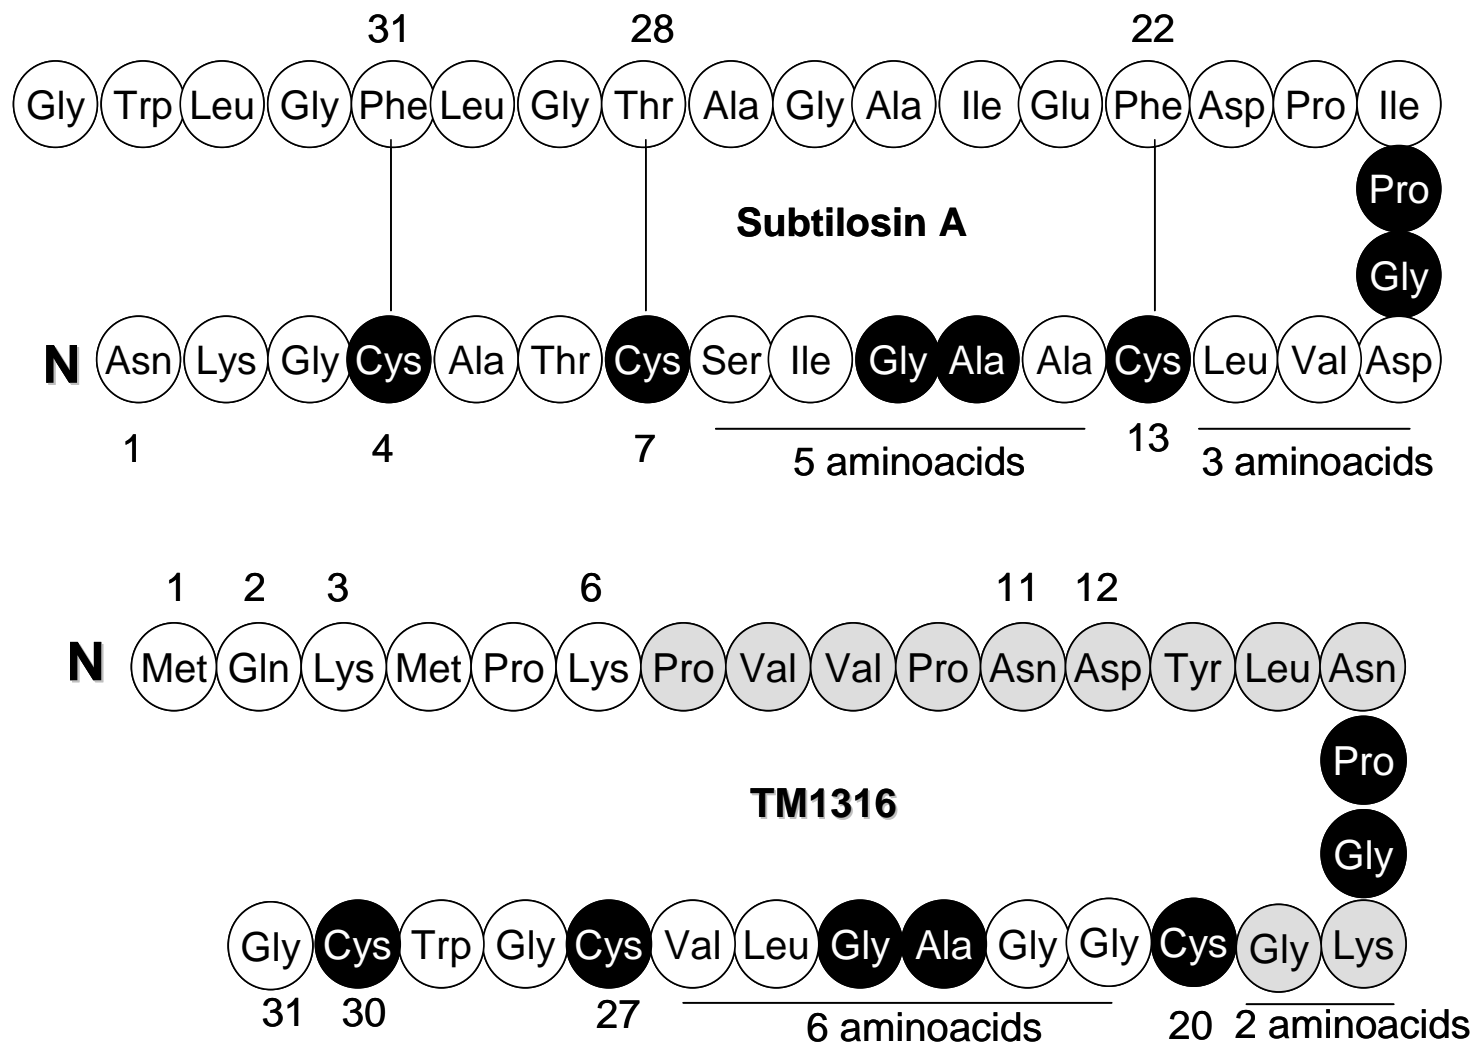 31 28 22
Gly Trp Leu Gly Phe Leu Gly Thr Ala Gly Ala Ile Glu Phe Asp Pro Ile
Pro
Subtilosin A
Gly
N Asn Lys Gly Cys Ala Thr Cys Ser Ile Gly Ala Ala Cys Leu Val Asp
1 4 7 13
5 aminoacids 3 aminoacids
1 2 3 6 11 12
N Met Gln Lys Met Pro Lys Pro Val Val Pro Asn Asp Tyr Leu Asn
Pro
TM1316
Gly
Gly Cys Trp Gly Cys Val Leu Gly Ala Gly Gly Cys Gly Lys
31 30 27 20
6 aminoacids 2 aminoacids